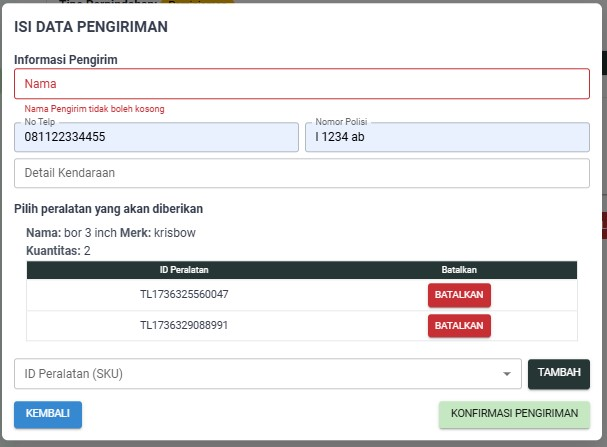 ISI DATA PENGIRIMAN
Informasi Pengirim
Nama
Nama Pengirim tidak boleh kosong
No Telp
081122334455
Nomor Polisi
l 1234 ab
Detail Kendaraan
Pilih peralatan yang akan diberikan
Nama: bor 3 inch Merk: krisbow
Kuantitas: 2
ID Peralatan Batalkan
TL1736325560047 BATALKAN
TL1736329088991 BATALKAN
ID Peralatan (SKU)
TAMBAH
KEMBALI
KONFIRMASI PENGIRIMAN